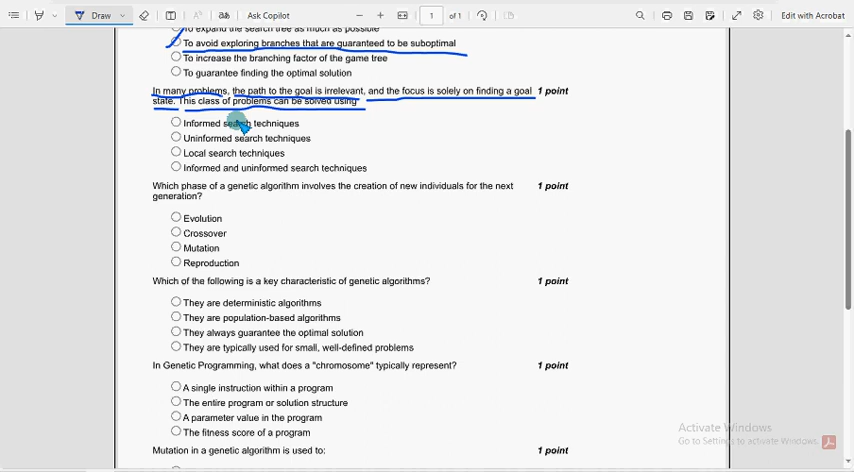 Draw
Ask Copilot
1 of 1
Edit with Acrobat
To expand the search tree as much as possible
To avoid exploring branches that are guaranteed to be suboptimal
To increase the branching factor of the game tree
To guarantee finding the optimal solution
In many problems, the path to the goal is irrelevant, and the focus is solely on finding a goal 1 point
state. This class of problems can be solved using
Informed search techniques
Uninformed search techniques
Local search techniques
Informed and uninformed search techniques
Which phase of a genetic algorithm involves the creation of new individuals for the next 1 point
generation?
Evolution
Crossover
Mutation
Reproduction
Which of the following is a key characteristic of genetic algorithms? 1 point
They are deterministic algorithms
They are population-based algorithms
They always guarantee the optimal solution
They are typically used for small, well-defined problems
In Genetic Programming, what does a "chromosome" typically represent? 1 point
A single instruction within a program
The entire program or solution structure
A parameter value in the program
The fitness score of a program
Activate Windows
Go to Settings to activate Windows.
Mutation in a genetic algorithm is used to: 1 point